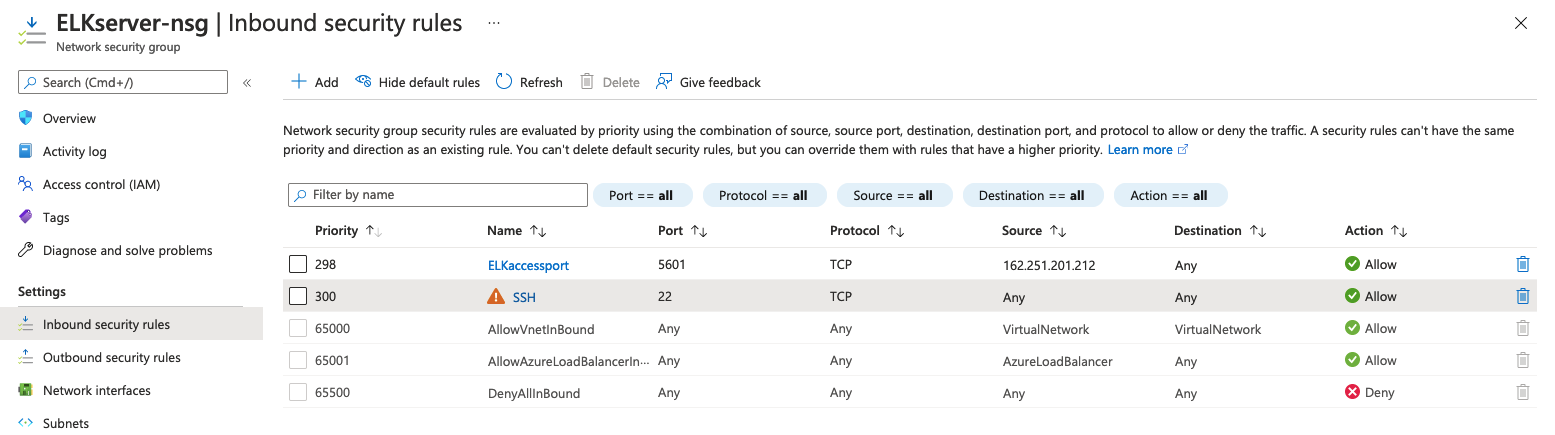 ELKserver-nsg | Inbound security rules ...
Network security group
Search (Cmd+/) «
Add Hide default rules Refresh Delete Give feedback
Overview
Activity log
Access control (IAM)
Tags
Diagnose and solve problems
Settings
Inbound security rules
Outbound security rules
Network interfaces
Subnets
Network security group security rules are evaluated by priority using the combination of source, source port, destination, destination port, and protocol to allow or deny the traffic. A security rules can't have the same
priority and direction as an existing rule. You can't delete default security rules, but you can override them with rules that have a higher priority. Learn more
Filter by name Port == all Protocol == all Source == all Destination == all Action == all
Priority Name Port Protocol Source Destination Action
298 ELKaccessport 5601 TCP 162.251.201.212 Any Allow
300 SSH 22 TCP Any Any Allow
65000 AllowVnetInBound Any Any VirtualNetwork VirtualNetwork Allow
65001 AllowAzureLoadBalancerIn... Any Any AzureLoadBalancer Any Allow
65500 DenyAllInBound Any Any Any Any Deny